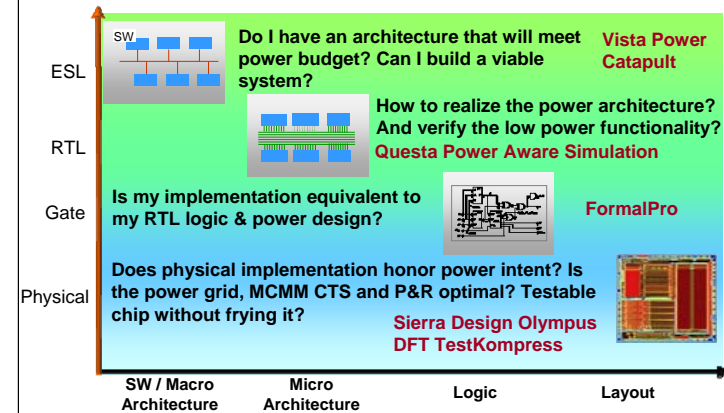 SW
Do I have an architecture that will meet
power budget? Can I build a viable
system?
Vista Power
Catapult
ESL
How to realize the power architecture?
And verify the low power functionality?
Questa Power Aware Simulation
RTL
Is my implementation equivalent to
my RTL logic & power design?
FormalPro
Gate
Does physical implementation honor power intent? Is
the power grid, MCMM CTS and P&R optimal? Testable
chip without frying it?
Physical
Sierra Design Olympus
DFT TestKompress
SW / Macro
Architecture
Micro
Architecture
Logic
Layout